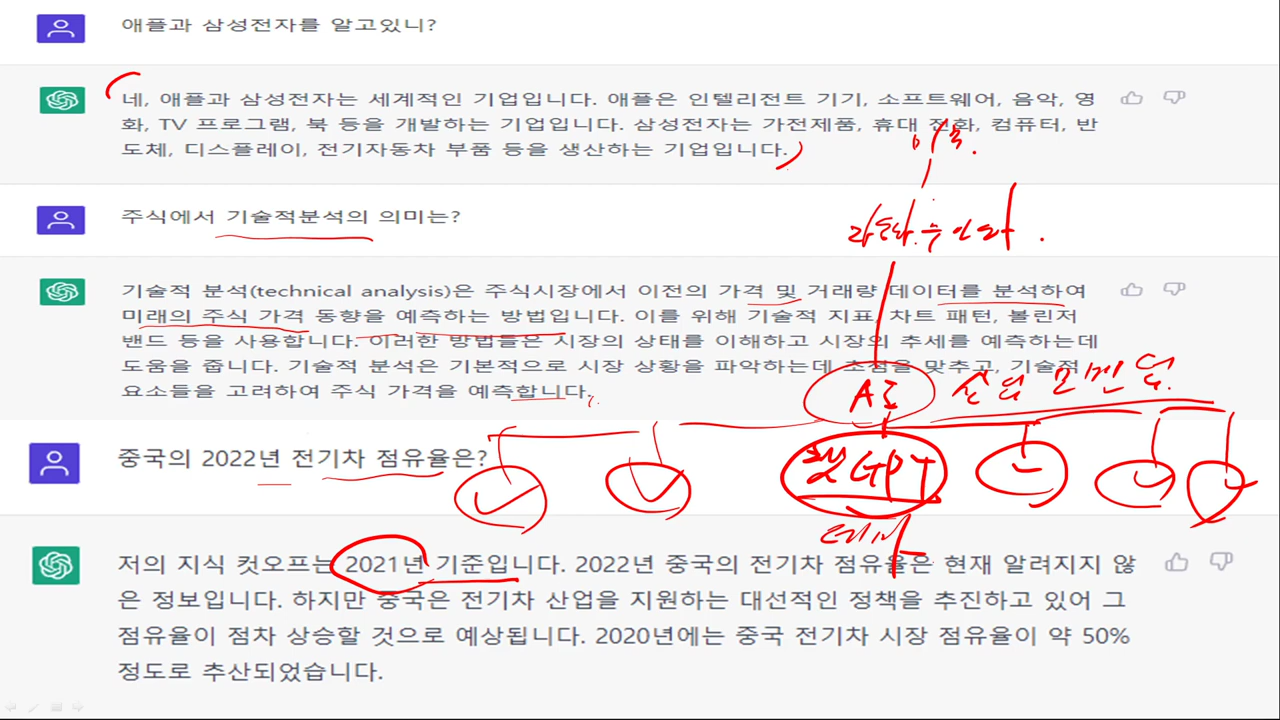 애플과 삼성전자를 알고있니?
네, 애플과 삼성전자는 세계적인 기업입니다. 애플은 인텔리전트 기기, 소프트웨어, 음악, 영
화, TV 프로그램, 북 등을 개발하는 기업입니다. 삼성전자는 가전제품, 휴대 전화, 컴퓨터, 반
도체, 디스플레이, 전기자동차 부품 등을 생산하는 기업입니다.
주식에서 기술적분석의 의미는?
기술적 분석(technical analysis)은 주식시장에서 이전의 가격 및 거래량 데이터를 분석하여
미래의 주식 가격 동향을 예측하는 방법입니다. 이를 위해 기술적 지표, 차트 패턴, 볼린저
밴드 등을 사용합니다. 이러한 방법들은 시장의 상태를 이해하고 시장의 추세를 예측하는데
도움을 줍니다. 기술적 분석은 기본적으로 시장 상황을 파악하는데 초점을 맞추고, 기술적
요소들을 고려하여 주식 가격을 예측합니다.
AI 산업 모멘텀
중국의 2022년 전기차 점유율은?
챗GPT
테마
저의 지식 컷오프는 2021년 기준입니다. 2022년 중국의 전기차 점유율은 현재 알려지지 않
은 정보입니다. 하지만 중국은 전기차 산업을 지원하는 대선적인 정책을 추진하고 있어 그
점유율이 점차 상승할 것으로 예상됩니다. 2020년에는 중국 전기차 시장 점유율이 약 50%
정도로 추산되었습니다.